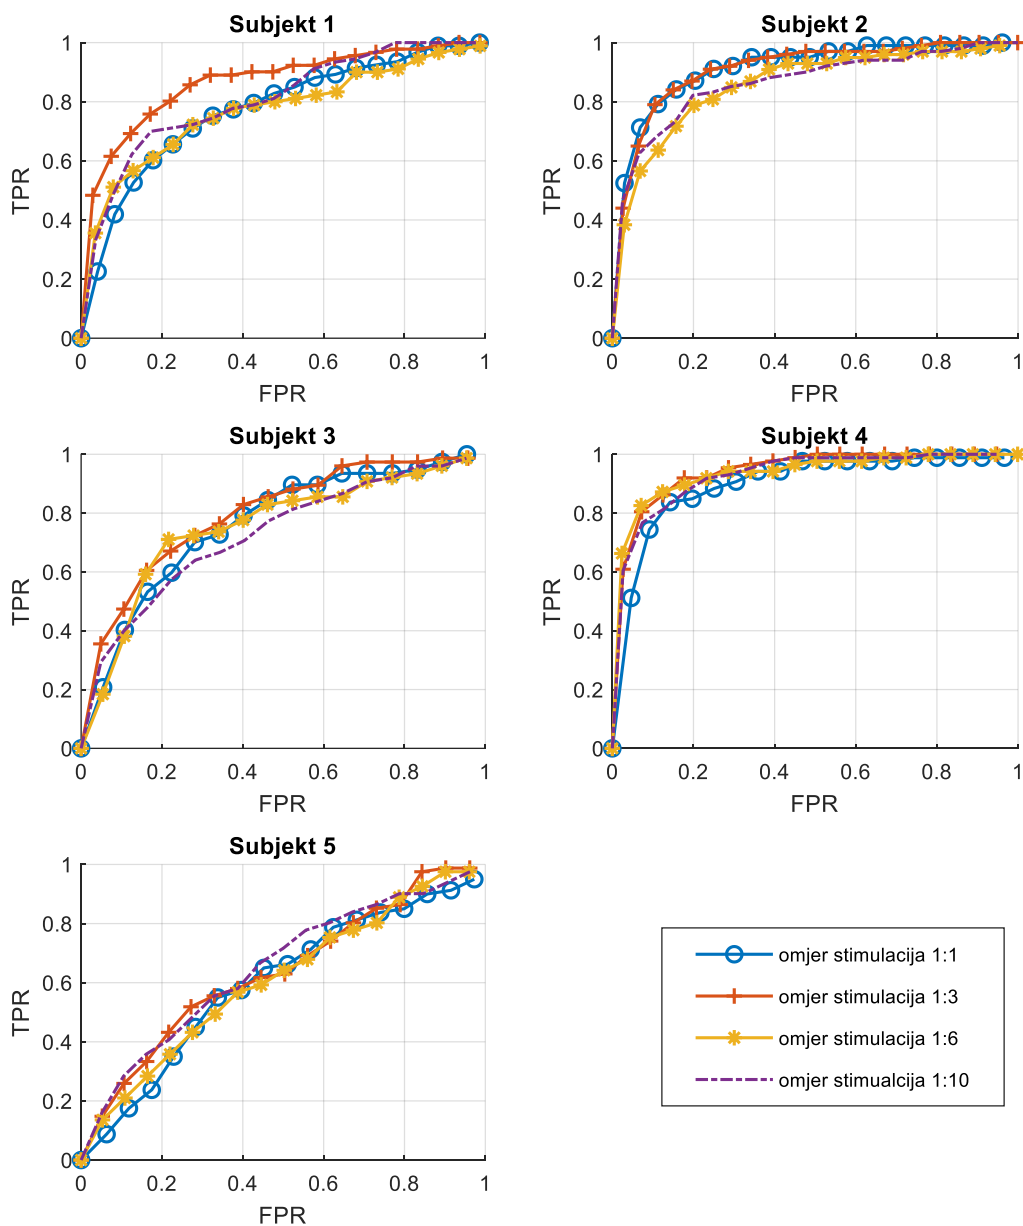 Subjekt 1
1
0.8
0.6
0.4
0.2
0
TPR
0 0.2 0.4 0.6 0.8 1
FPR
Subjekt 2
1
0.8
0.6
0.4
0.2
0
TPR
0 0.2 0.4 0.6 0.8 1
FPR
Subjekt 3
1
0.8
0.6
0.4
0.2
0
TPR
0 0.2 0.4 0.6 0.8 1
FPR
Subjekt 4
1
0.8
0.6
0.4
0.2
0
TPR
0 0.2 0.4 0.6 0.8 1
FPR
Subjekt 5
1
0.8
0.6
0.4
0.2
0
TPR
0 0.2 0.4 0.6 0.8 1
FPR
omjer stimulacija 1:1
omjer stimulacija 1:3
omjer stimulacija 1:6
omjer stimualcija 1:10